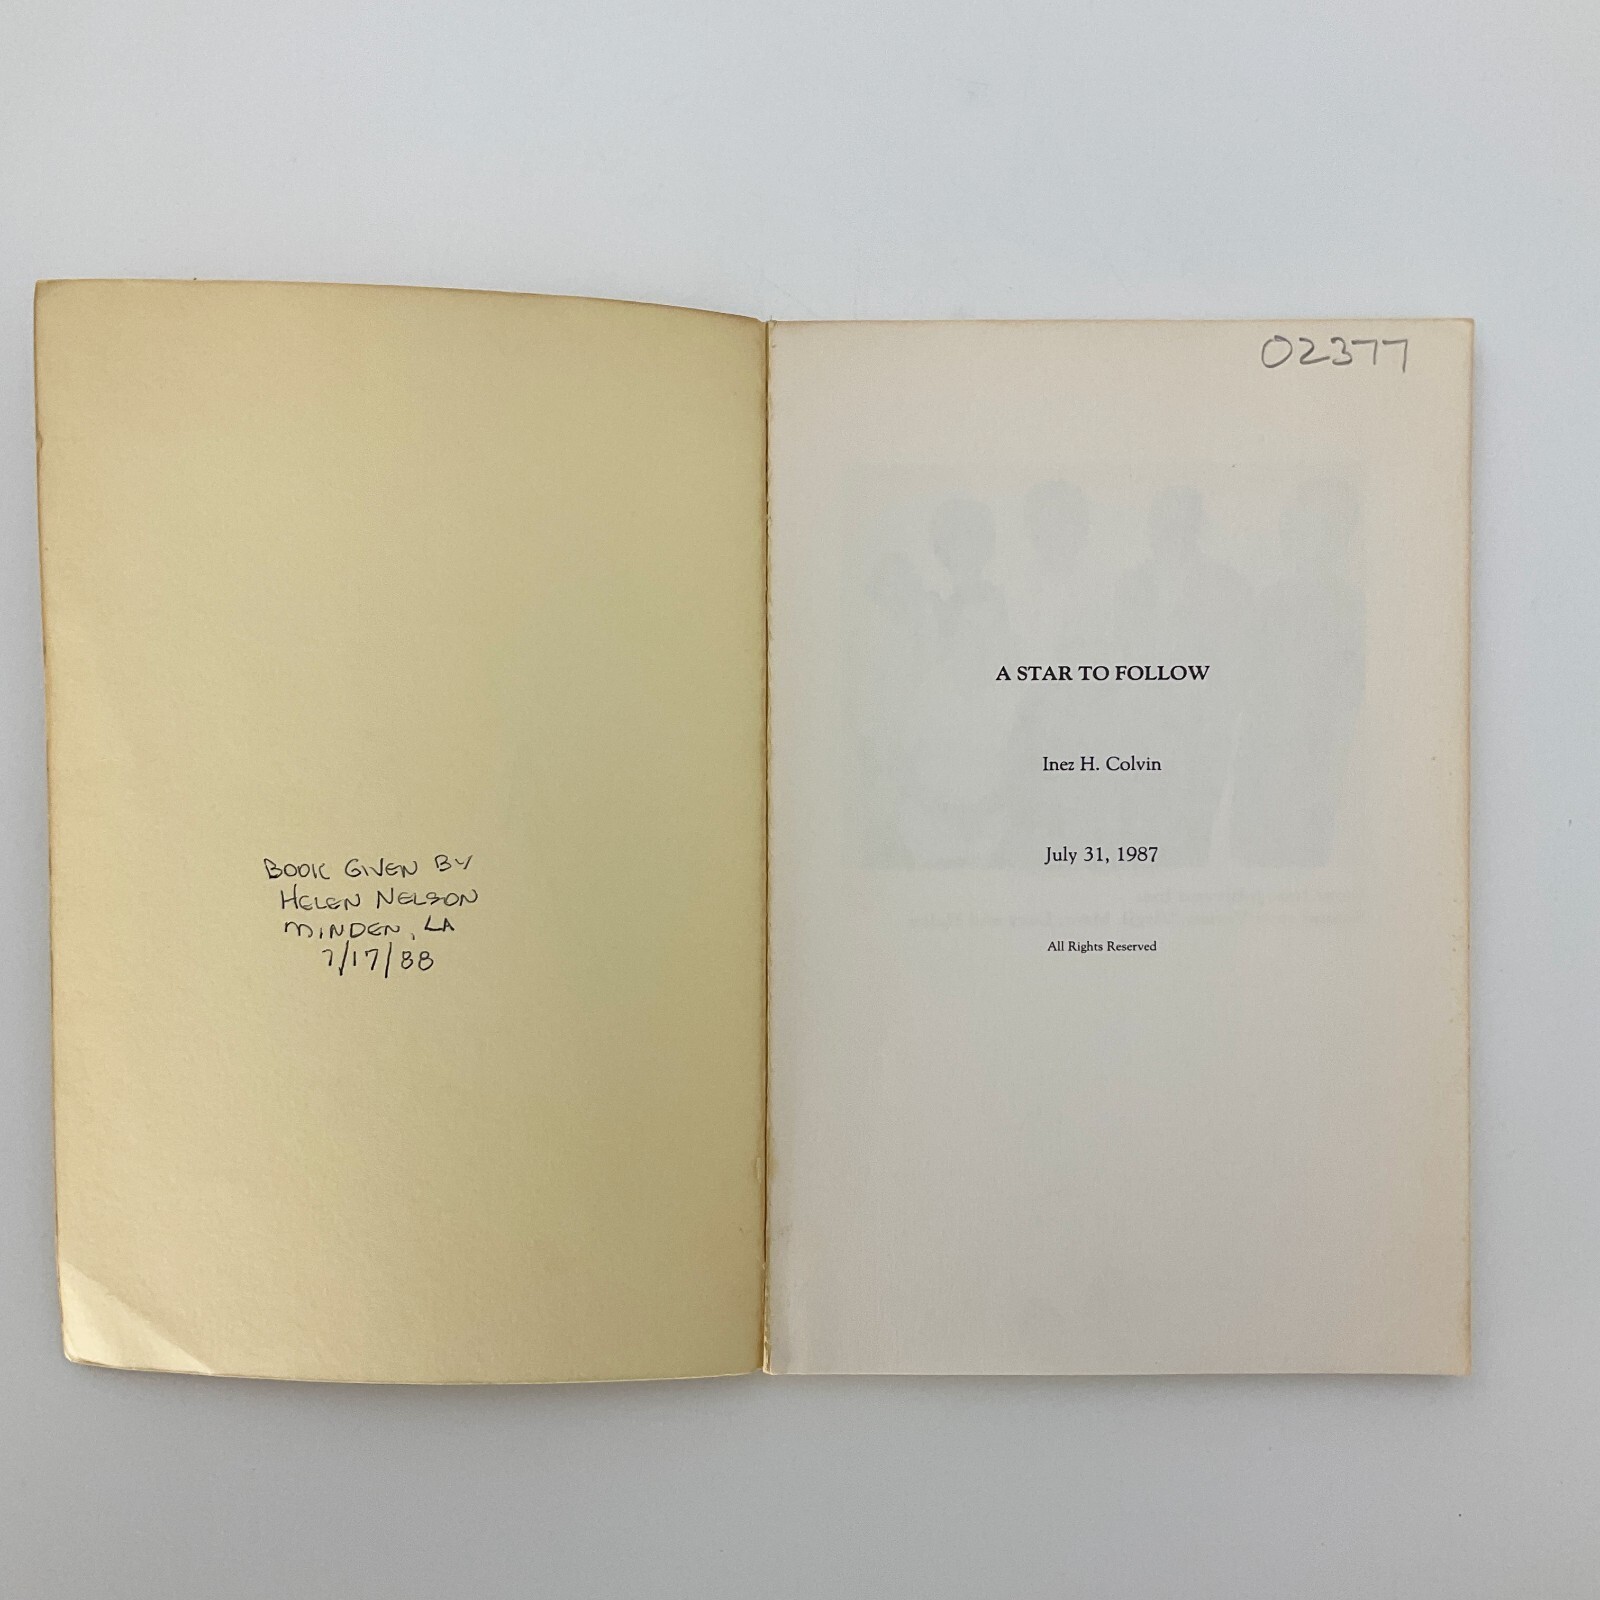 BOOK GIVEN BY
HELEN NELSON
MINDEN, LA
7/17/88
02377
A STAR TO FOLLOW
Inez H. Colvin
July 31, 1987
All Rights Reserved